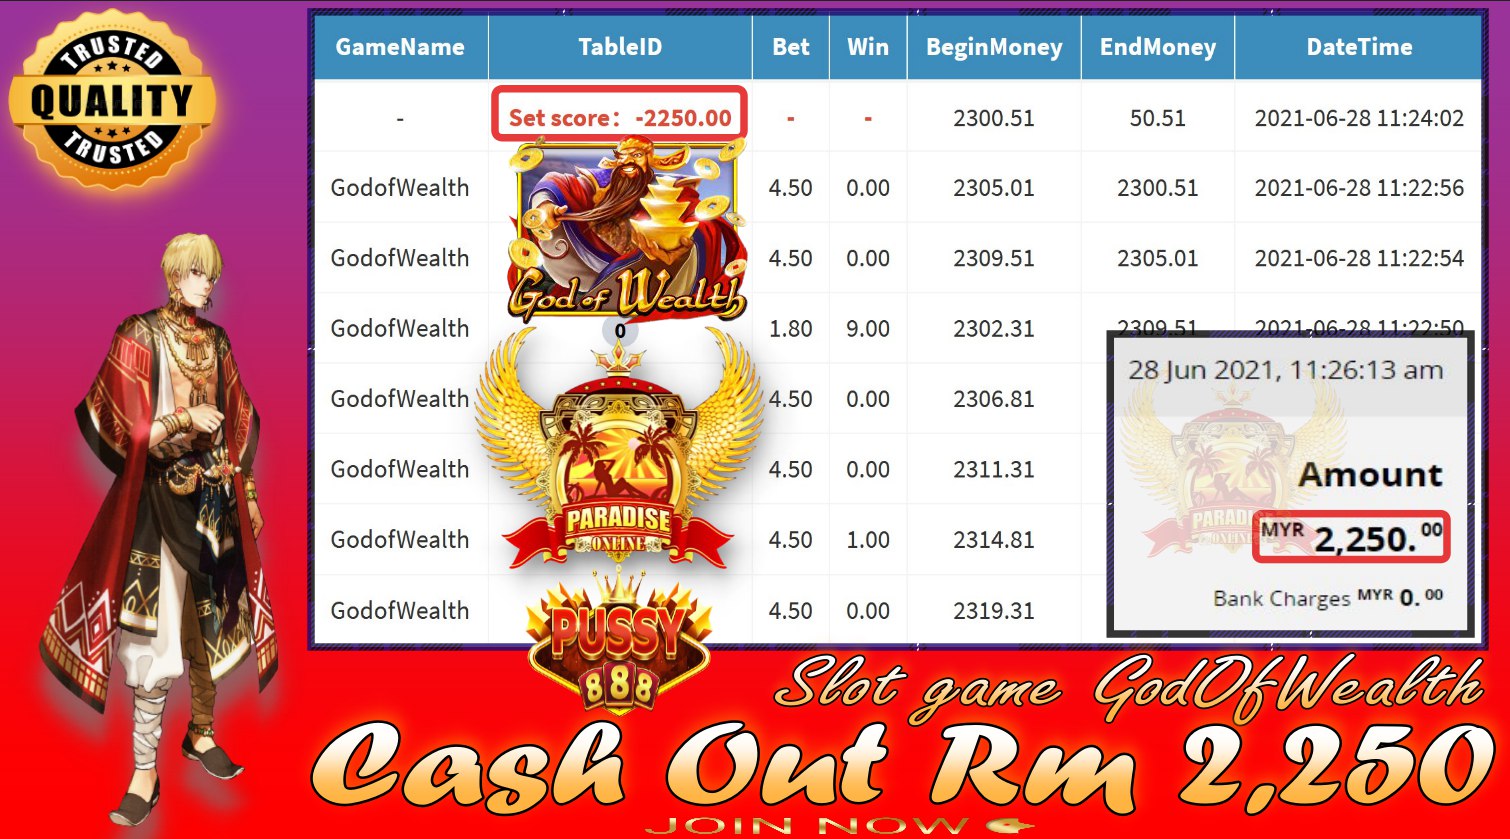 TRUSTED
QUALITY
TRUSTED
GameName TableID Bet Win BeginMoney EndMoney DateTime
- Set score: -2250.00 - - 2300.51 50.51 2021-06-28 11:24:02
GodofWealth 4.50 0.00 2305.01 2300.51 2021-06-28 11:22:56
GodofWealth 4.50 0.00 2309.51 2305.01 2021-06-28 11:22:54
God of Wealth
GodofWealth 0 1.80 9.00 2302.31 2309.51 2021-06-28 11:22:50
GodofWealth 4.50 0.00 2306.81
GodofWealth 4.50 0.00 2311.31
GodofWealth 4.50 1.00 2314.81
GodofWealth 4.50 0.00 2319.31
PARADISE
ONLINE
PUSSY
888
28 Jun 2021, 11:26:13 am
Amount
PARADISE
ONLINE
MYR 2,250.00
Bank Charges MYR 0.00
Slot game GodOfWealth
Cash Out Rm 2,250
JOIN NOW